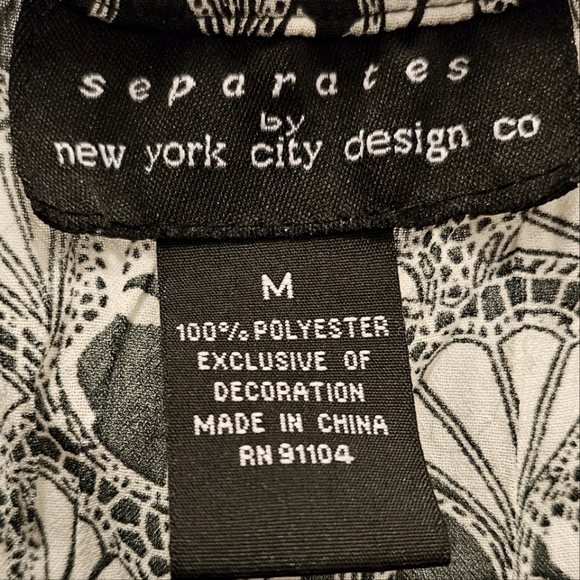 separates
by
new york city design co
M
100% POLYESTER
EXCLUSIVE OF
DECORATION
MADE IN CHINA
RN 91104